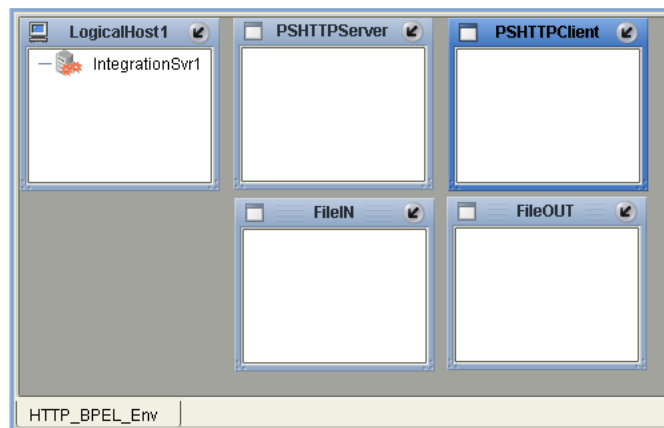 LogicalHost1 PSHTTPServer PSHTTPClient
IntegrationSvr1
FileIN FileOUT
HTTP_BPEL_Env